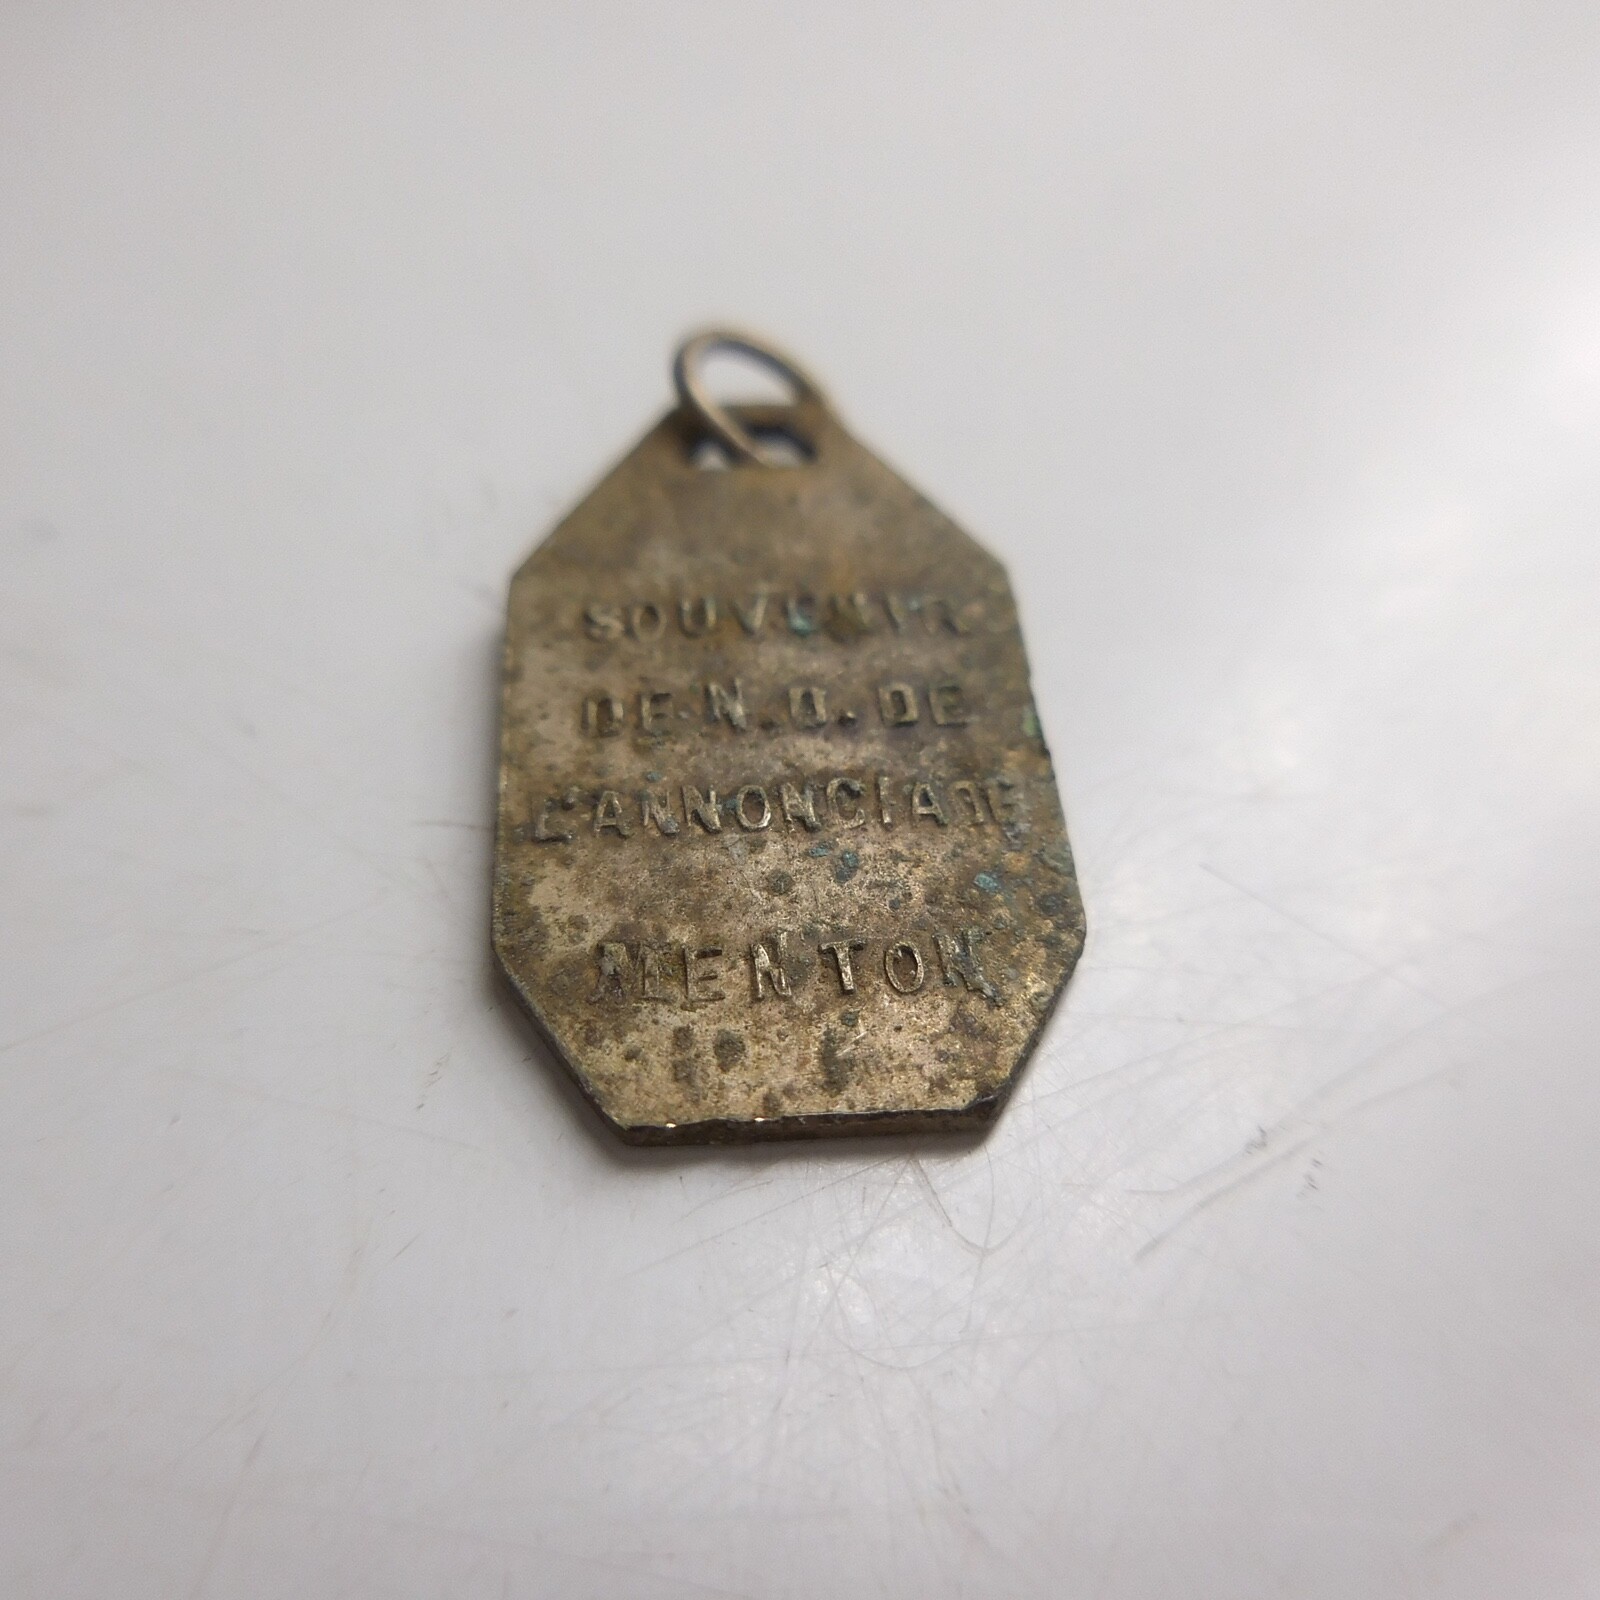 SOUVENIR
DE N.D. DE
L'ANNONCIADE
MENTON